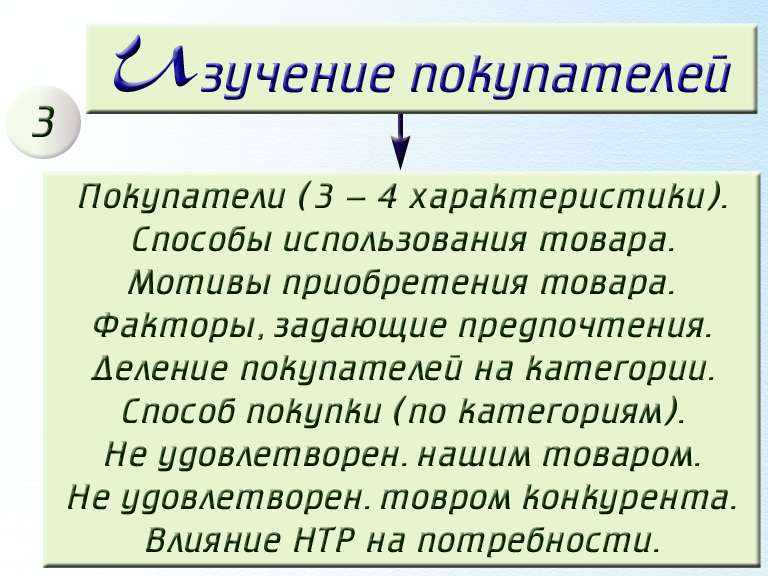 Изучение покупателей
3
Покупатели (3 – 4 характеристики).
Способы использования товара.
Мотивы приобретения товара.
Факторы, задающие предпочтения.
Деление покупателей на категории.
Способ покупки (по категориям).
Не удовлетворен. нашим товаром.
Не удовлетворен. товром конкурента.
Влияние НТР на потребности.